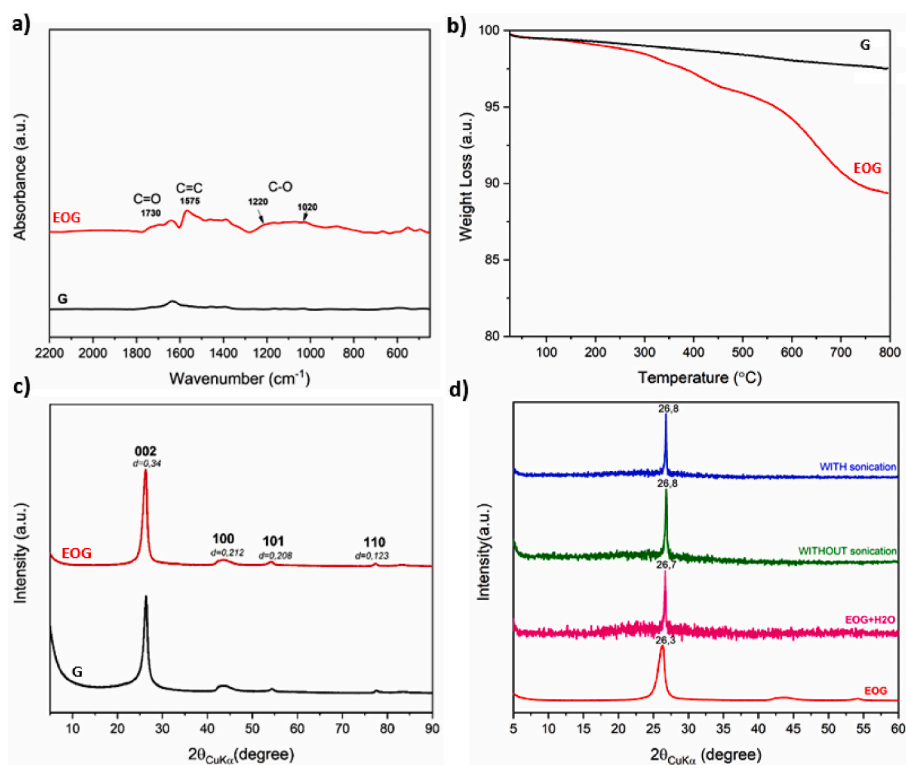 a)
Absorbance (a.u.)
C=O
1730
C=C
1575
C-O
1220
1020
EOG
G
2200 2000 1800 1600 1400 1200 1000 800 600
Wavenumber (cm-1)
b)
Weight Loss (a.u.)
100
95
90
85
80
G
EOG
100 200 300 400 500 600 700 800
Temperature (°C)
c)
Intensity (a.u.)
002
d=0,34
100
d=0,212
101
d=0,208
110
d=0,123
EOG
G
10 20 30 40 50 60 70 80 90
2θCuKα(degree)
d)
Intensity(a.u.)
26,8
WITH sonication
26,8
WITHOUT sonication
26,7
EOG+H2O
26,3
EOG
5 10 15 20 25 30 35 40 45 50 55 60
2θCuKα(degree)